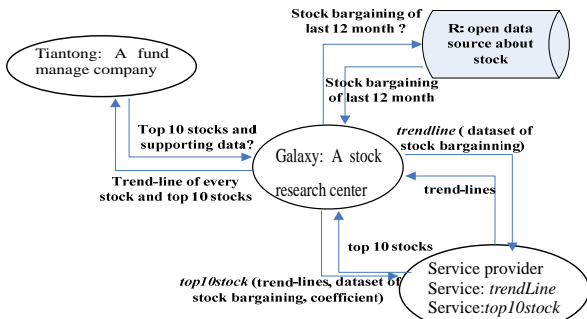 Stock bargaining of
last 12 month ?
R: open data
source about
stock
Tiantong: A fund
manage company
Stock bargaining
of last 12 month
Top 10 stocks and
supporting data?
trendline ( dataset of
stock bargainning)
Galaxy: A stock
research center
Trend-line of every
stock and top 10 stocks
trend-lines
top 10 stocks
top10stock (trend-lines, dataset of
stock bargaining, coefficient)
Service provider
Service: trendLine
Service:top10stock